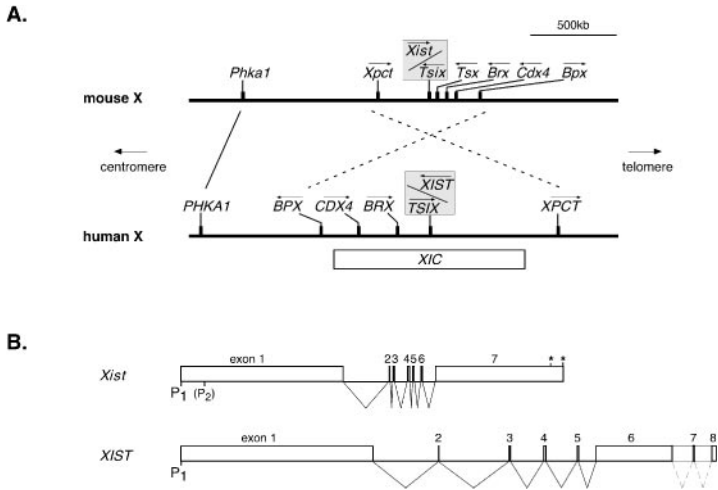 A.
500kb
Xist
Phka1 Xpct Tsix Tsx Brx Cdx4 Bpx
mouse X
centromere telomere
PHKA1 BPX CDX4 BRX XIST XPCT
TSIX
human X
XIC
B.
exon 1 2 3 4 5 6 7 * *
Xist
P1 (P2)
exon 1 2 3 4 5 6 7 8
XIST
P1